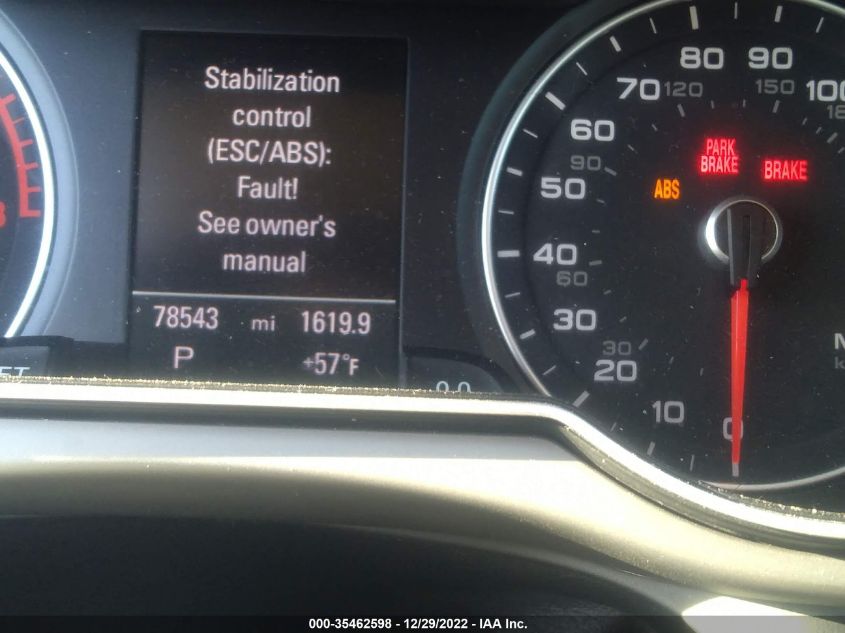 Stabilization
control
(ESC/ABS):
Fault!
See owner's
manual
78543 mi 1619.9
P +57°F
0.0
80 90
70 120 150 100
60
PARK
BRAKE BRAKE
90
50 ABS
40
60
30
30
20
10
0
000-35462598 - 12/29/2022 - IAA Inc.